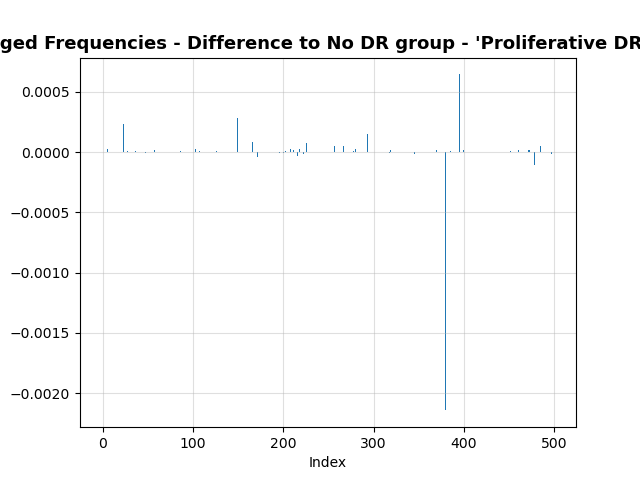 ged Frequencies - Difference to No DR group - 'Proliferative DR
0.0005
0.0000
−0.0005
−0.0010
−0.0015
−0.0020
0 100 200 300 400 500
Index